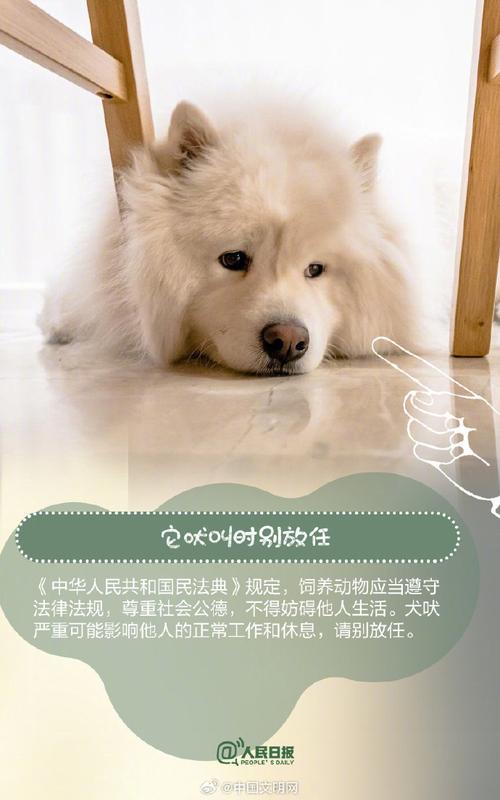 它吠叫时别放任
《中华人民共和国民法典》规定，饲养动物应当遵守
法律法规，尊重社会公德，不得妨碍他人生活。犬吠
严重可能影响他人的正常工作和休息，请别放任。
@人民日报
PEOPLE'S DAILY
@中国文明网